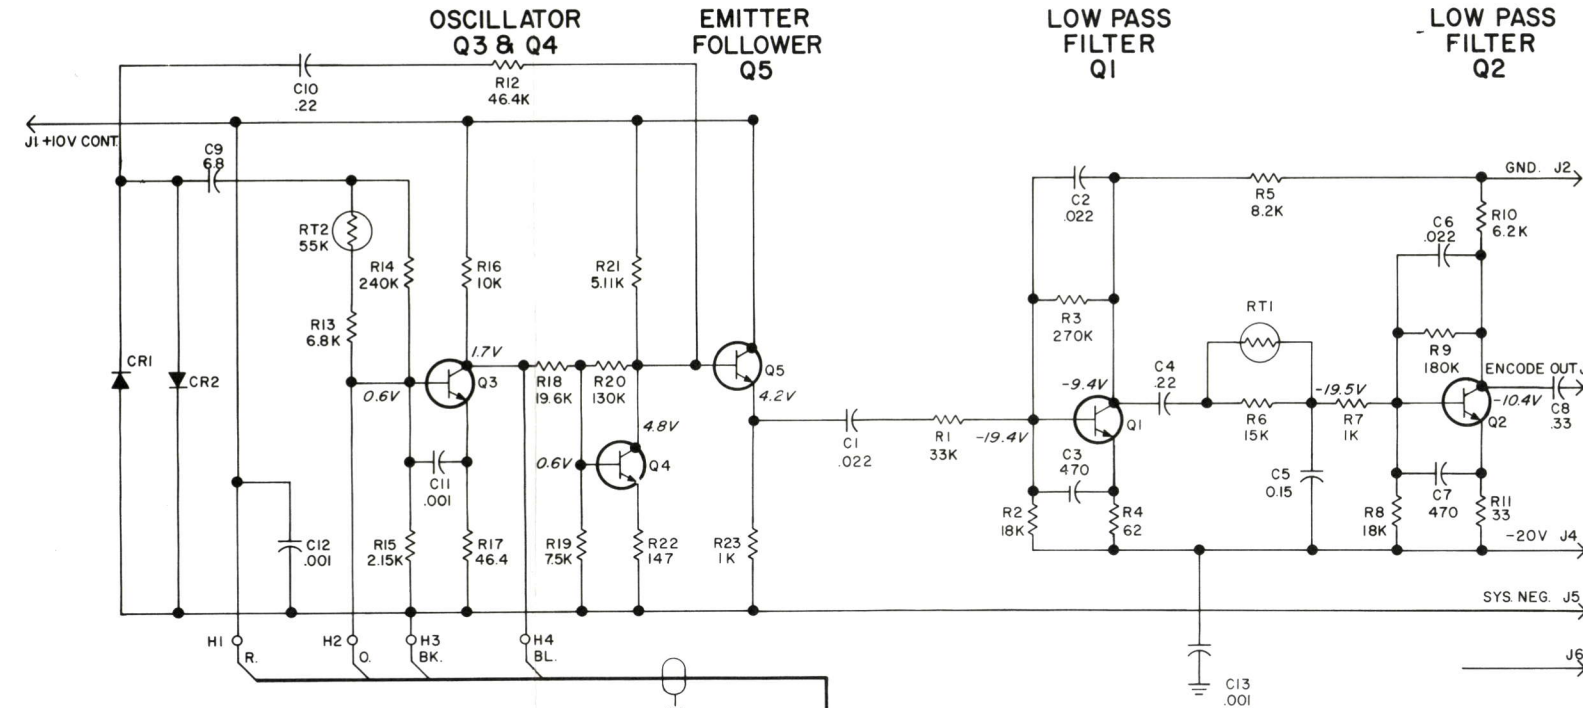 OSCILLATOR
Q3 & Q4
EMITTER
FOLLOWER
Q5
LOW PASS
FILTER
Q1
LOW PASS
FILTER
Q2
C10
.22
R12
46.4K
J1 +10V CONT.
C9
6.8
RT2
55K
R14
240K
R16
10K
R21
5.11K
R13
6.8K
CR1
CR2
1.7V
Q3
0.6V
R18
19.6K
R20
130K
Q5
4.2V
4.8V
0.6V
Q4
C11
.001
C12
.001
R15
2.15K
R17
46.4
R19
7.5K
R22
147
R23
1K
C1
.022
R1
33K
-19.4V
C2
.022
R3
270K
-9.4V
Q1
C3
470
R2
18K
R4
62
C4
.22
R5
8.2K
RT1
R6
15K
-19.5V
R7
1K
C5
0.15
C6
.022
R10
6.2K
R9
180K
GND. J2
ENCODE OUT
-10.4V
Q2
C8
.33
C7
470
R8
18K
R11
33
-20V J4
SYS. NEG. J5
J6
C13
.001
H1
R.
H2
O.
H3
BK.
H4
BL.